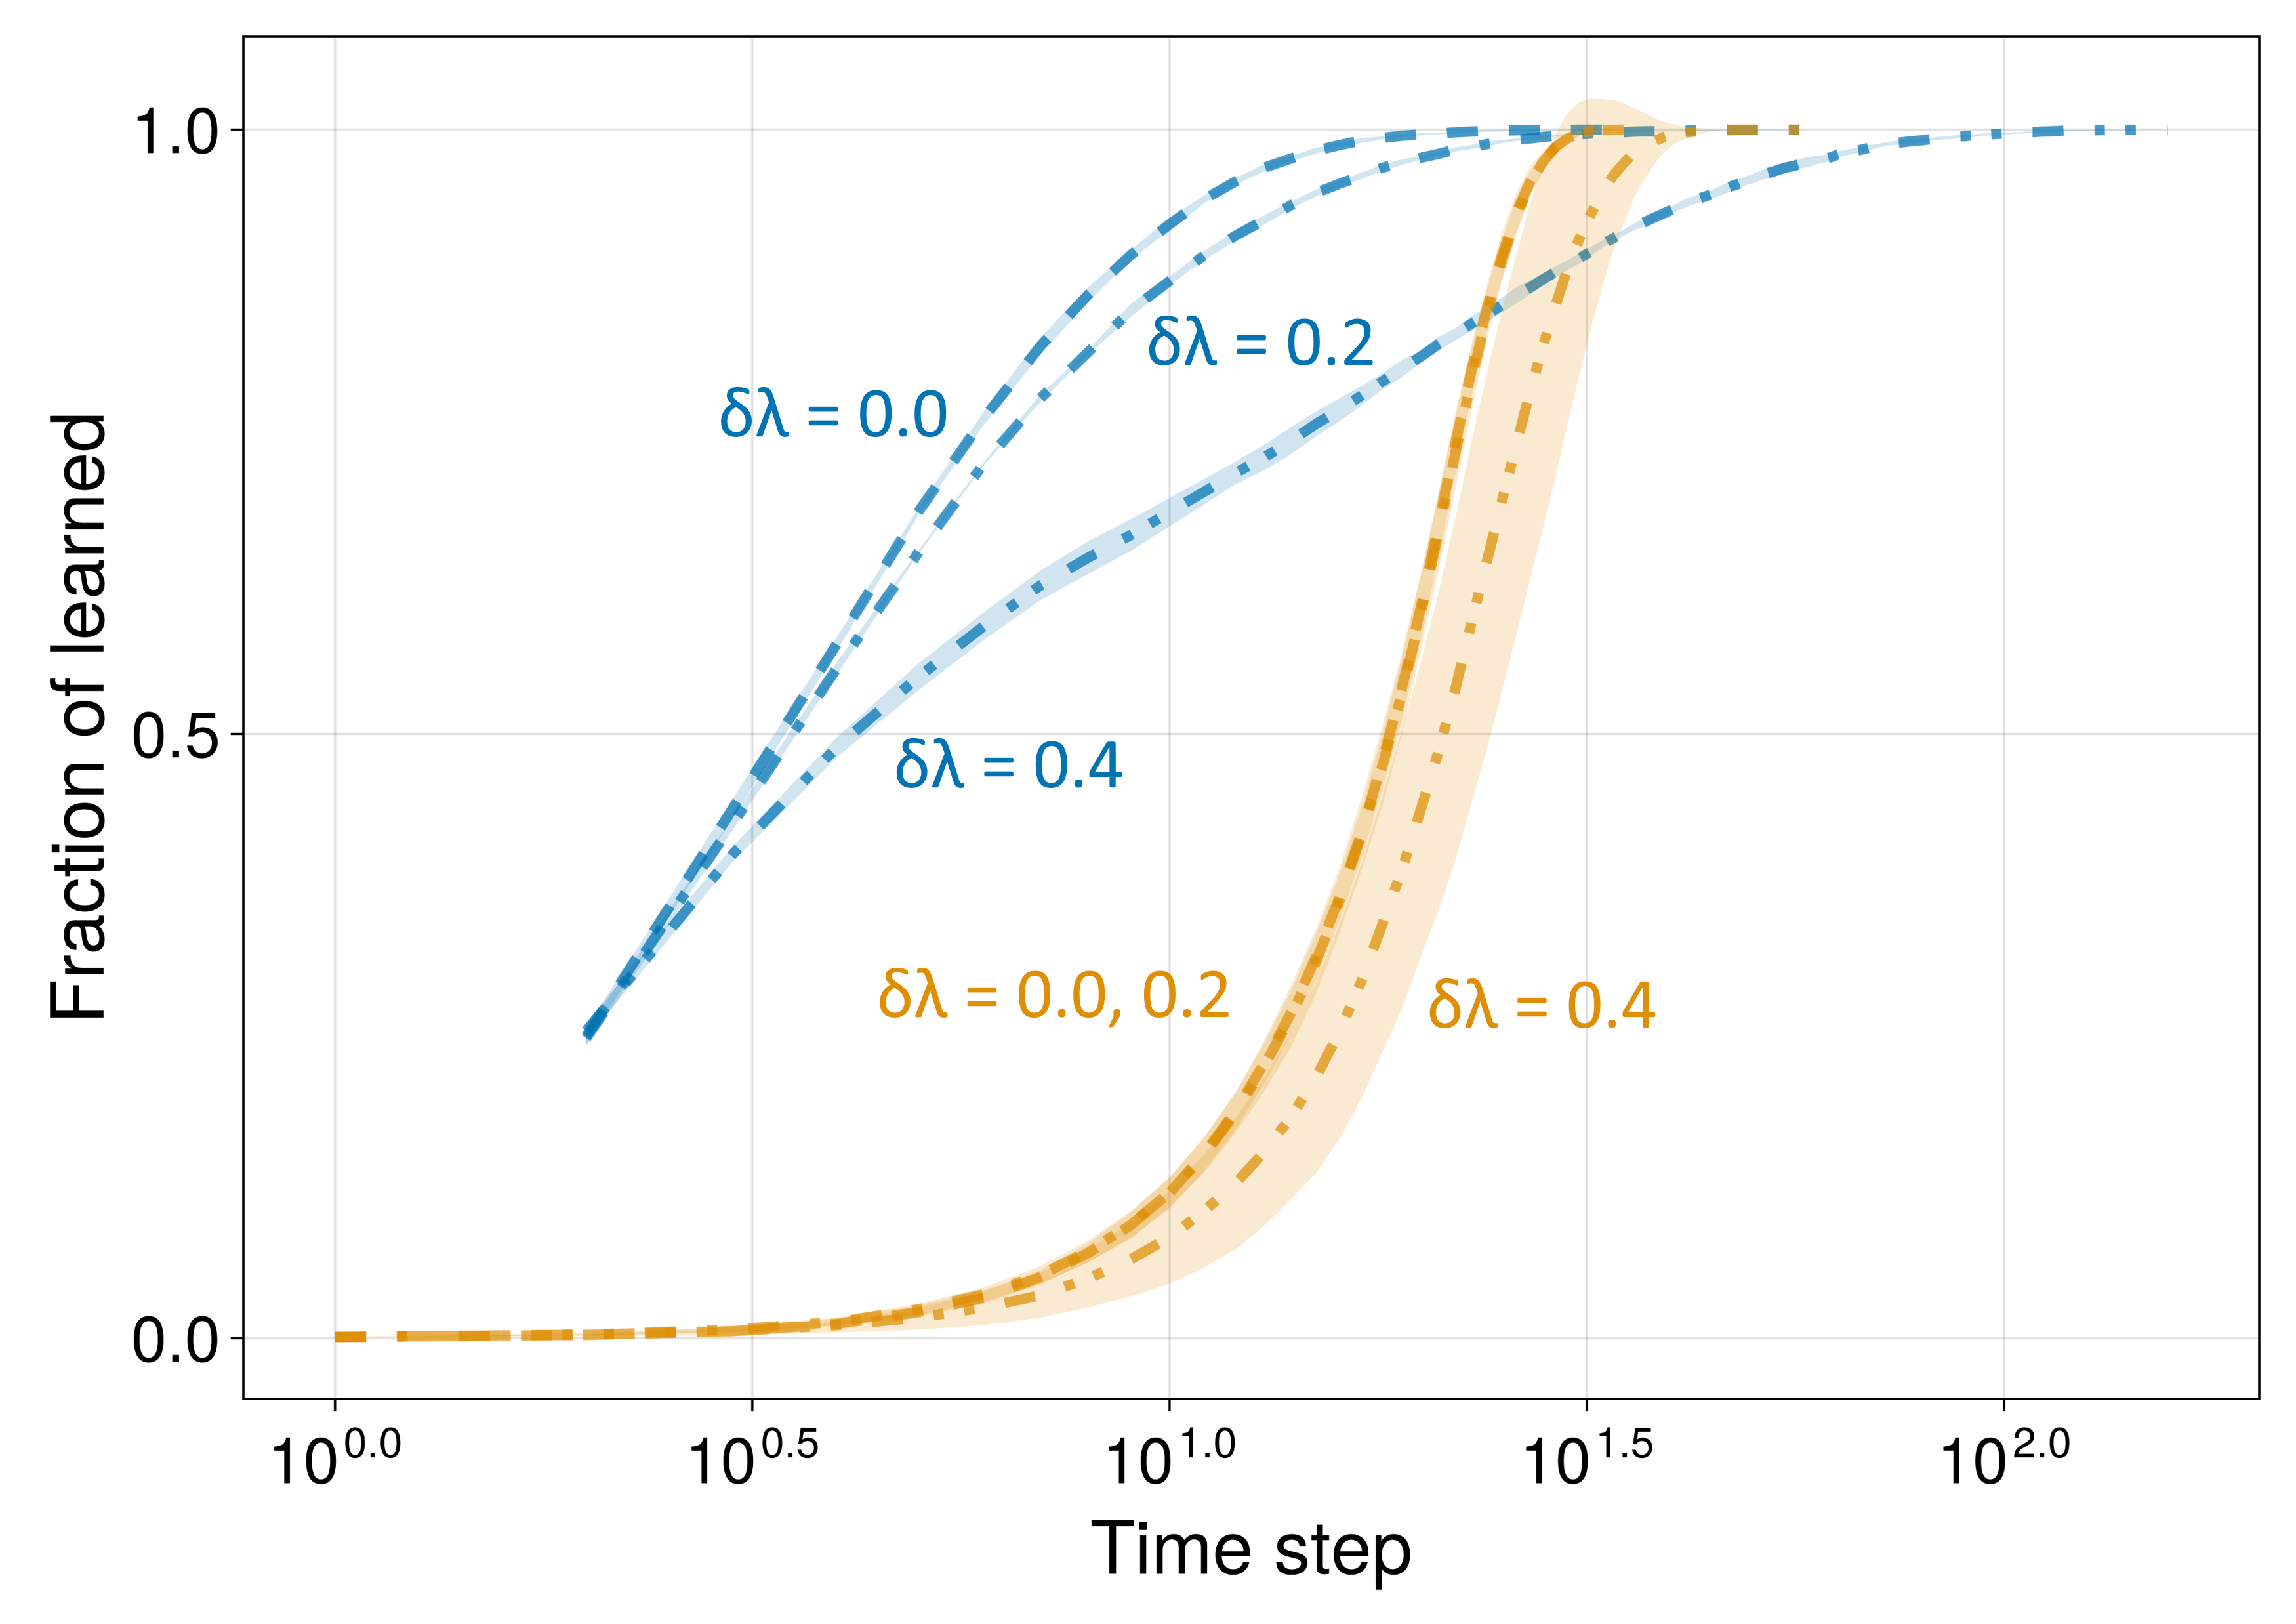 1.0
0.5
0.0
Fraction of learned
δλ = 0.2
δλ = 0.0
δλ = 0.4
δλ = 0.0, 0.2
δλ = 0.4
10^0.0
10^0.5
10^1.0
10^1.5
10^2.0
Time step